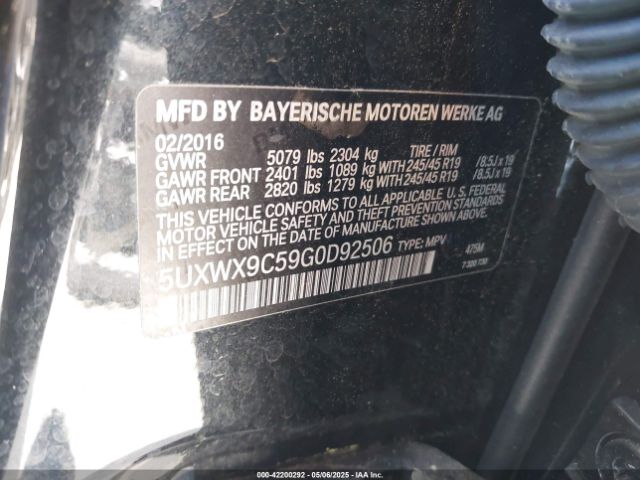 MFD BY BAYERISCHE MOTOREN WERKE AG
02/2016 TIRE / RIM
GVWR 5079 lbs 2304 kg
GAWR FRONT 2401 lbs 1089 kg WITH 245/45 R19 /8.5J x 19
GAWR REAR 2820 lbs 1279 kg WITH 245/45 R19 /8.5J x 19
THIS VEHICLE CONFORMS TO ALL APPLICABLE U. S. FEDERAL
MOTOR VEHICLE SAFETY AND THEFT PREVENTION STANDARDS
IN EFFECT ON THE DATE OF MANUFACTURE SHOWN ABOVE.
5UXWX9C59G0D92506 TYPE: MPV 475M
7 300 730
000-42200292 - 05/06/2025 - IAA Inc.